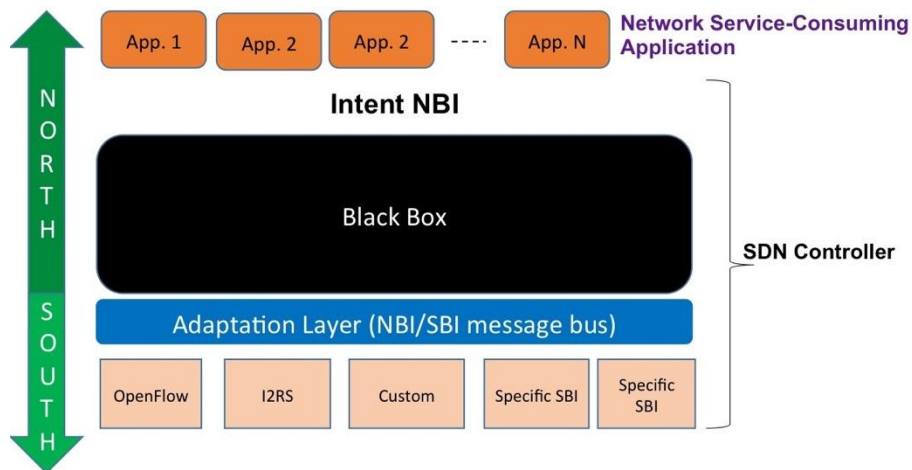 App. 1
App. 2
App. 2
App. N
Network Service-Consuming
Application
Intent NBI
NORTH
Black Box
SDN Controller
SOUTH
Adaptation Layer (NBI/SBI message bus)
OpenFlow
I2RS
Custom
Specific SBI
Specific
SBI